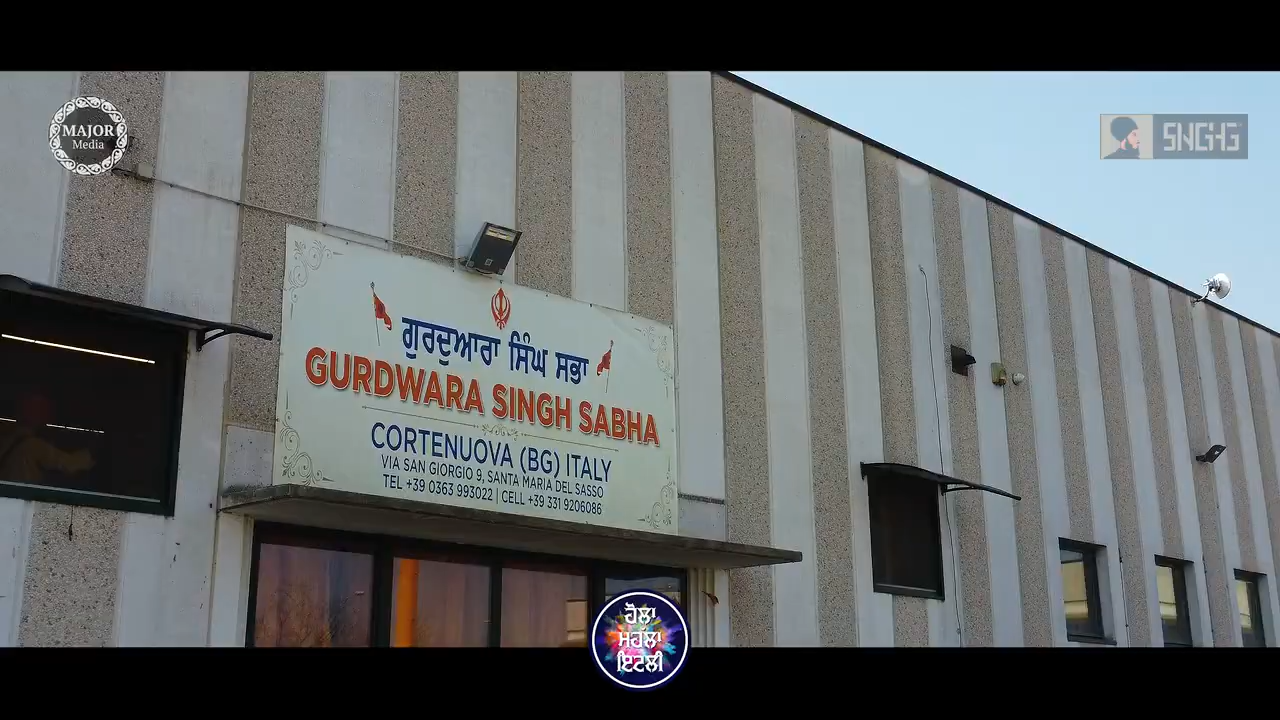 MAJOR
Media
SNGHS
ਗੁਰਦੁਆਰਾ ਸਿੰਘ ਸਭਾ
GURDWARA SINGH SABHA
CORTENUOVA (BG) ITALY
VIA SAN GIORGIO 9, SANTA MARIA DEL SASSO
TEL +39 0363 993022 | CELL +39 331 9206086
ਹੌਲਾ
ਮਹੱਲਾ
ਇਟਲੀ